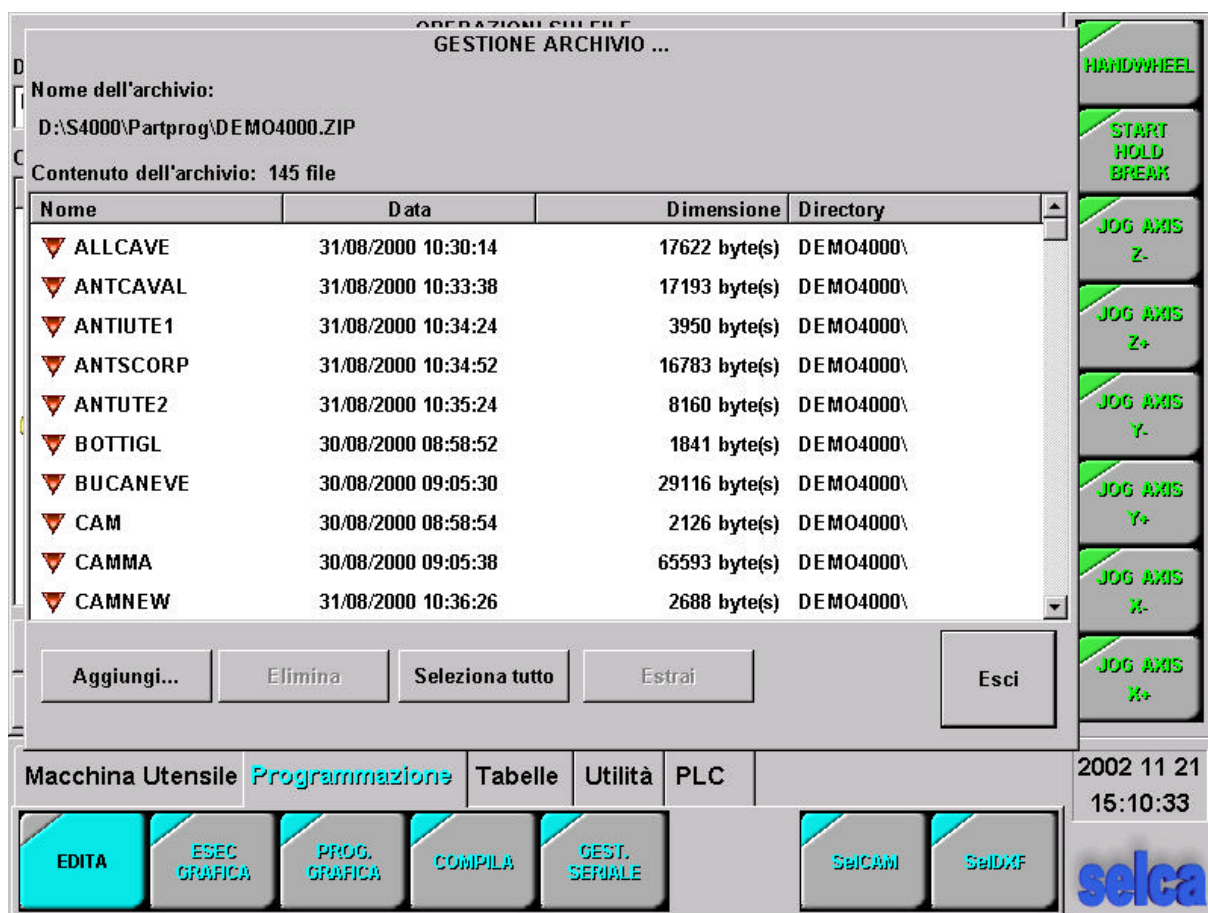 OPERAZIONI SUI FILE
GESTIONE ARCHIVIO ...
Nome dell'archivio:
D:\S4000\Partprog\DEMO4000.ZIP
Contenuto dell'archivio: 145 file
Nome Data Dimensione Directory
ALLCAVE 31/08/2000 10:30:14 17622 byte(s) DEMO4000\
ANTCAVAL 31/08/2000 10:33:38 17193 byte(s) DEMO4000\
ANTIUTE1 31/08/2000 10:34:24 3950 byte(s) DEMO4000\
ANTSCORP 31/08/2000 10:34:52 16783 byte(s) DEMO4000\
ANTUTE2 31/08/2000 10:35:24 8160 byte(s) DEMO4000\
BOTTIGL 30/08/2000 08:58:52 1841 byte(s) DEMO4000\
BUCANEVE 30/08/2000 09:05:30 29116 byte(s) DEMO4000\
CAM 30/08/2000 08:58:54 2126 byte(s) DEMO4000\
CAMMA 30/08/2000 09:05:38 65593 byte(s) DEMO4000\
CAMNEW 31/08/2000 10:36:26 2688 byte(s) DEMO4000\
Aggiungi... Elimina Seleziona tutto Estrai Esci
HANDWHEEL
START
HOLD
BREAK
JOG AXIS
Z-
JOG AXIS
Z+
JOG AXIS
Y-
JOG AXIS
Y+
JOG AXIS
X-
JOG AXIS
X+
Macchina Utensile Programmazione Tabelle Utilità PLC
2002 11 21
15:10:33
EDITA
ESEC
GRAFICA
PROG.
GRAFICA
COMPILA
GEST.
SERIALE
SelCAM
SelDXF
selca